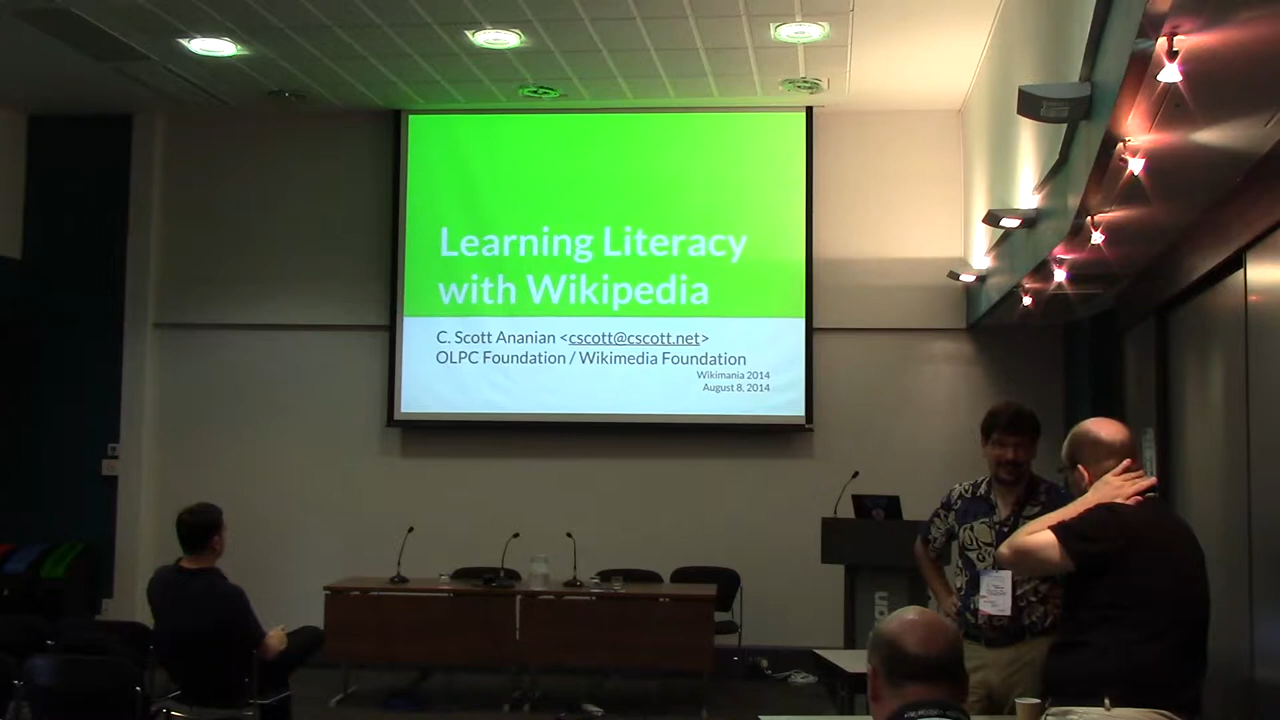 Learning Literacy
with Wikipedia
C. Scott Ananian <cscott@cscott.net>
OLPC Foundation / Wikimedia Foundation
Wikimania 2014
August 8, 2014